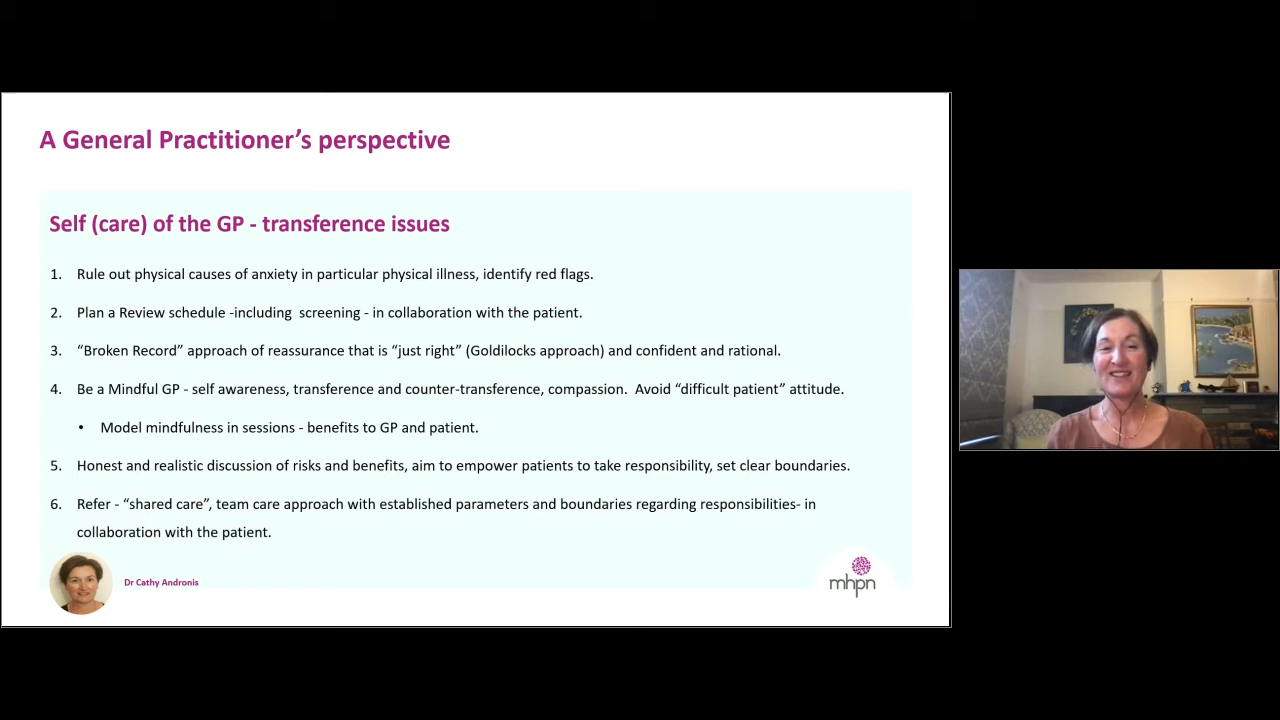 A General Practitioner’s perspective
Self (care) of the GP - transference issues
1. Rule out physical causes of anxiety in particular physical illness, identify red flags.
2. Plan a Review schedule -including  screening - in collaboration with the patient.
3. “Broken Record” approach of reassurance that is “just right” (Goldilocks approach) and confident and rational.
4. Be a Mindful GP - self awareness, transference and counter-transference, compassion.  Avoid “difficult patient” attitude.
• Model mindfulness in sessions - benefits to GP and patient.
5. Honest and realistic discussion of risks and benefits, aim to empower patients to take responsibility, set clear boundaries.
6. Refer - “shared care”, team care approach with established parameters and boundaries regarding responsibilities- in
collaboration with the patient.
Dr Cathy Andronis
mhpn